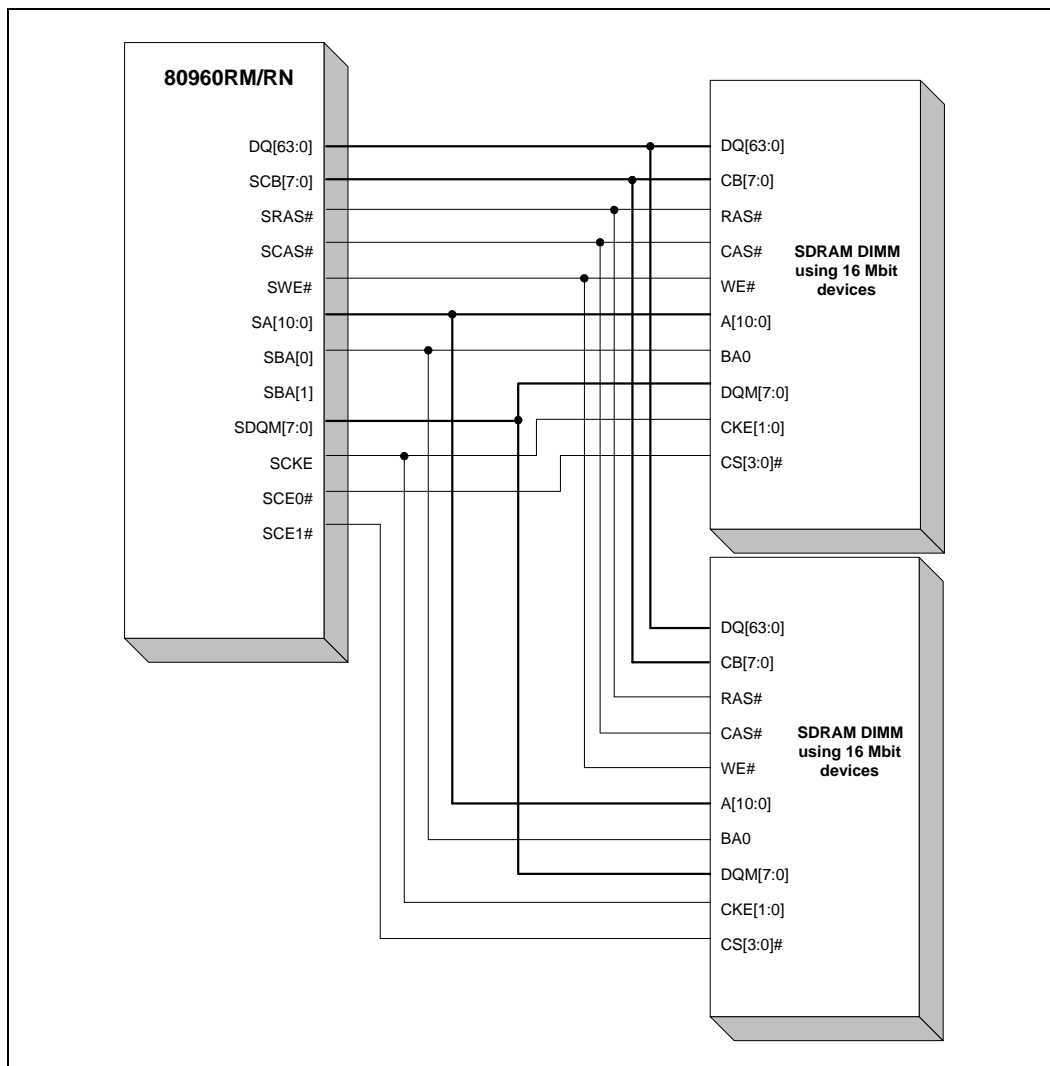 80960RM/RN
DQ[63:0]
SCB[7:0]
SRAS#
SCAS#
SWE#
SA[10:0]
SBA[0]
SBA[1]
SDQM[7:0]
SCKE
SCE0#
SCE1#
DQ[63:0]
CB[7:0]
RAS#
CAS#
WE#
A[10:0]
BA0
DQM[7:0]
CKE[1:0]
CS[3:0]#
SDRAM DIMM
using 16 Mbit
devices
DQ[63:0]
CB[7:0]
RAS#
CAS#
WE#
A[10:0]
BA0
DQM[7:0]
CKE[1:0]
CS[3:0]#
SDRAM DIMM
using 16 Mbit
devices